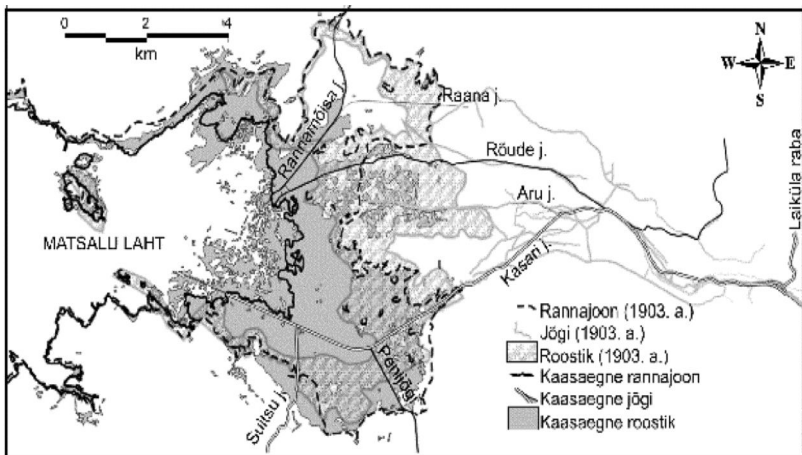 0 2 4
km
N
W E
S
Rannamõisa j.
Raana j.
Rõude j.
Aru j.
Laiküla raba
MATSALU LAHT
Kasari j.
Penijõgi
Suitsu j.
Rannajoon (1903. a.)
Jõgi (1903. a.)
Roostik (1903. a.)
Kaasaegne rannajoon
Kaasaegne jõgi
Kaasaegne roostik